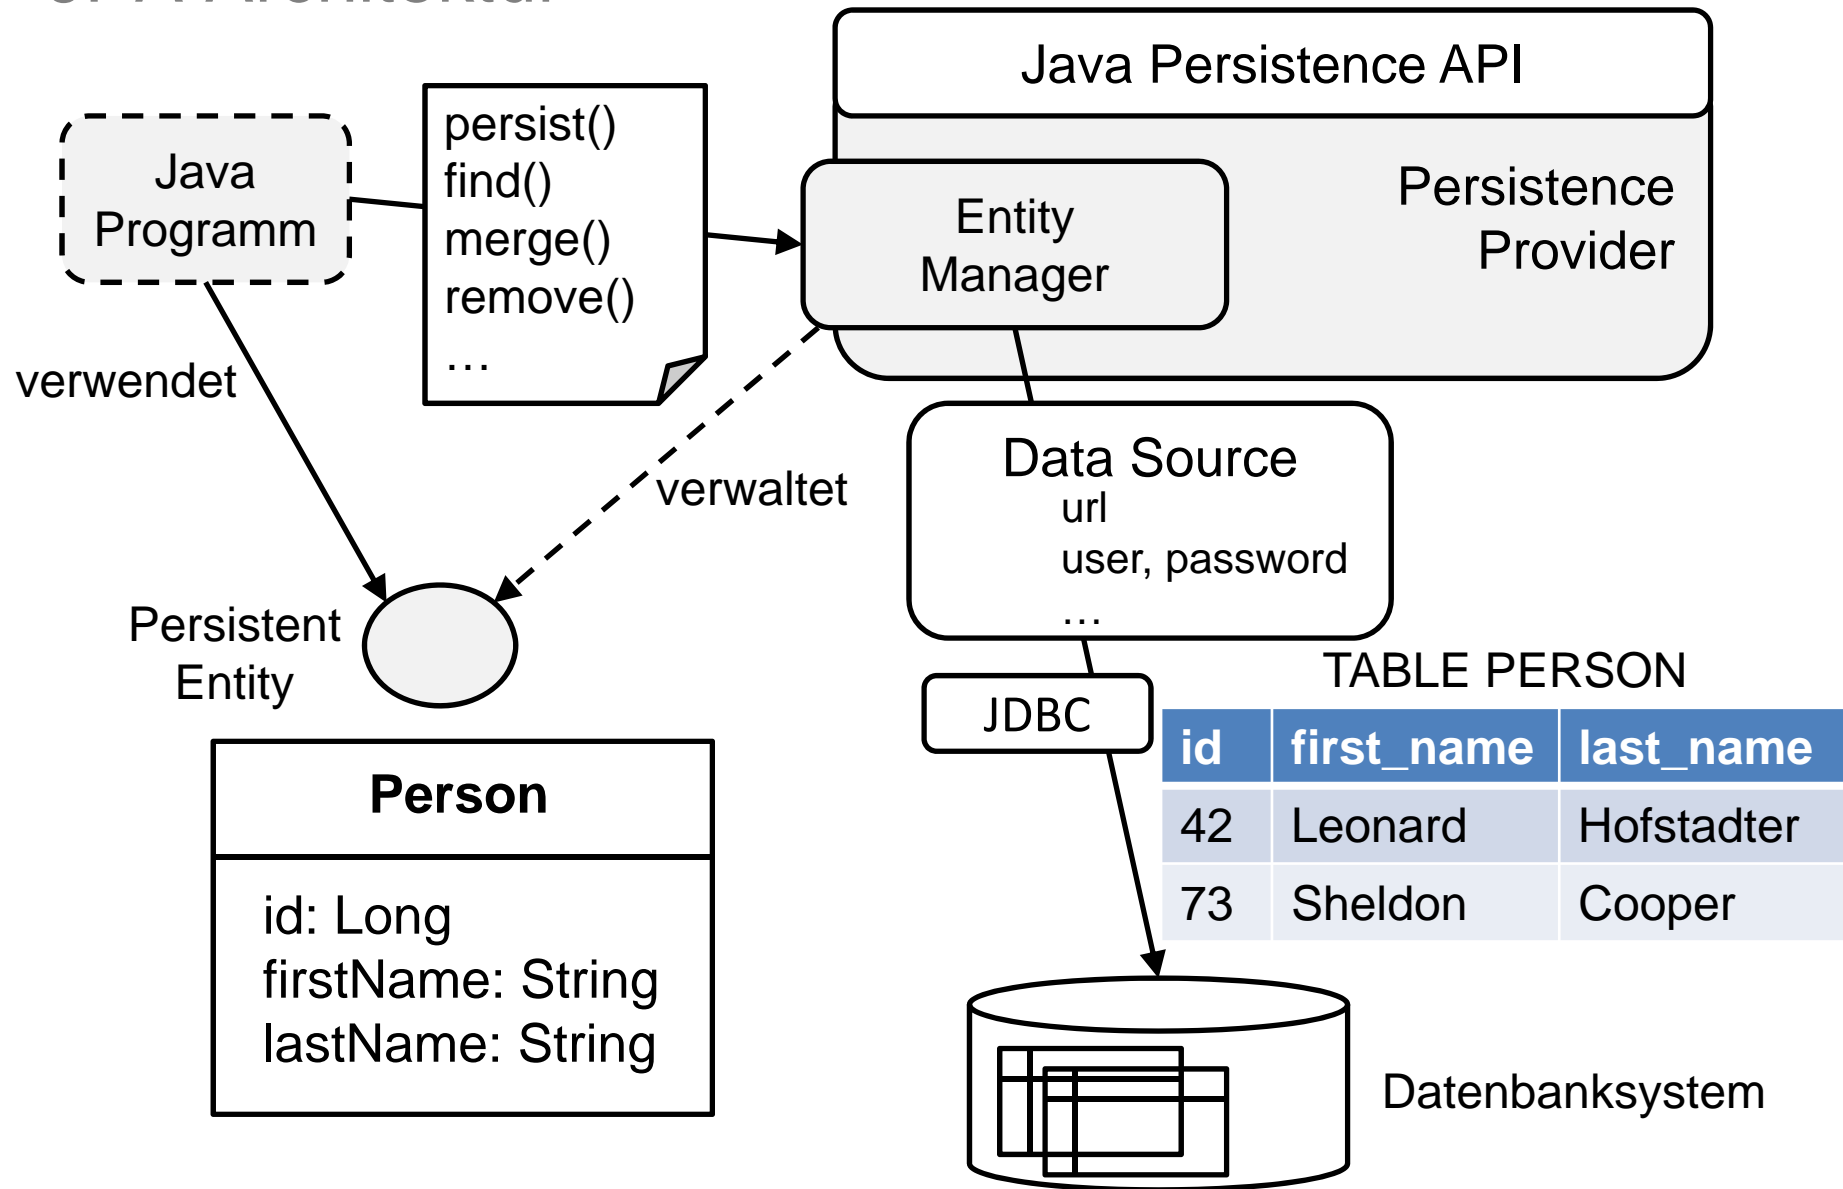 JPA Architektur
Java Persistence API
Java
Programm
persist()
find()
merge()
remove()
…
Entity
Manager
Persistence
Provider
verwendet
verwaltet
Data Source
url
user, password
…
Persistent
Entity
JDBC
TABLE PERSON
id first_name last_name
42 Leonard Hofstadter
73 Sheldon Cooper
Person
id: Long
firstName: String
lastName: String
Datenbanksystem